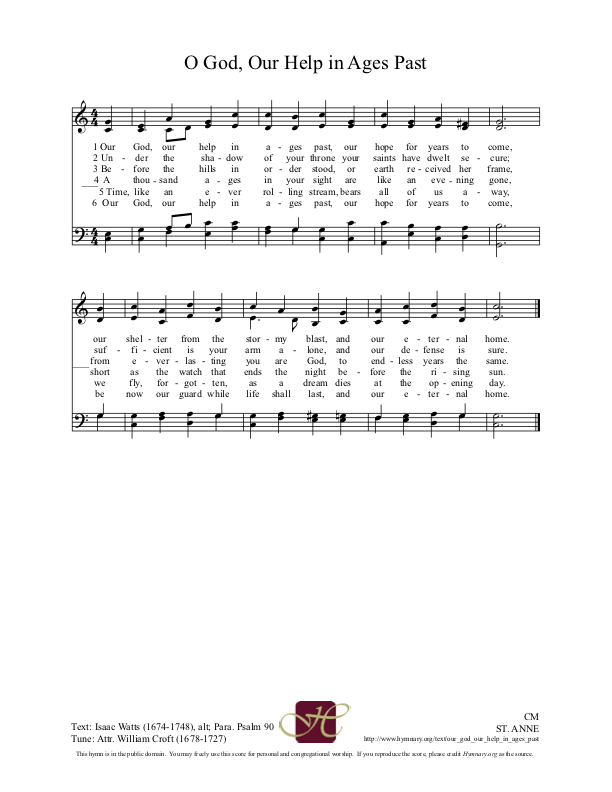 O God, Our Help in Ages Past
4
4
1 Our God, our help in a - ges past, our hope for years to come,
2 Un - der the sha - dow of your throne your saints have dwelt se - cure;
3 Be - fore the hills in or - der stood, or earth re - ceived her frame,
4 A thou - sand a - ges in your sight are like an eve - ning gone,
5 Time, like an e - ver rol - ling stream, bears all of us a - way;
6 Our God, our help in a - ges past, our hope for years to come,
4
4
our shel - ter from the stor - my blast, and our e - ter - nal home.
suf - fi - cient is your arm a - lone, and our de - fense is sure.
from e - ver - las - ting you are God, to end - less years the same.
short as the watch that ends the night be - fore the ri - sing sun.
we fly, for - got - ten, as a dream dies at the op - ening day.
be now our guard while life shall last, and our e - ter - nal home.
H
CM
Text: Isaac Watts (1674-1748), alt; Para. Psalm 90
ST. ANNE
Tune: Attr. William Croft (1678-1727)
http://www.hymnary.org/text/our_god_our_help_in_ages_past
This hymn is in the public domain. You may freely use this score for personal and congregational worship. If you reproduce the score, please credit Hymnary.org as the source.